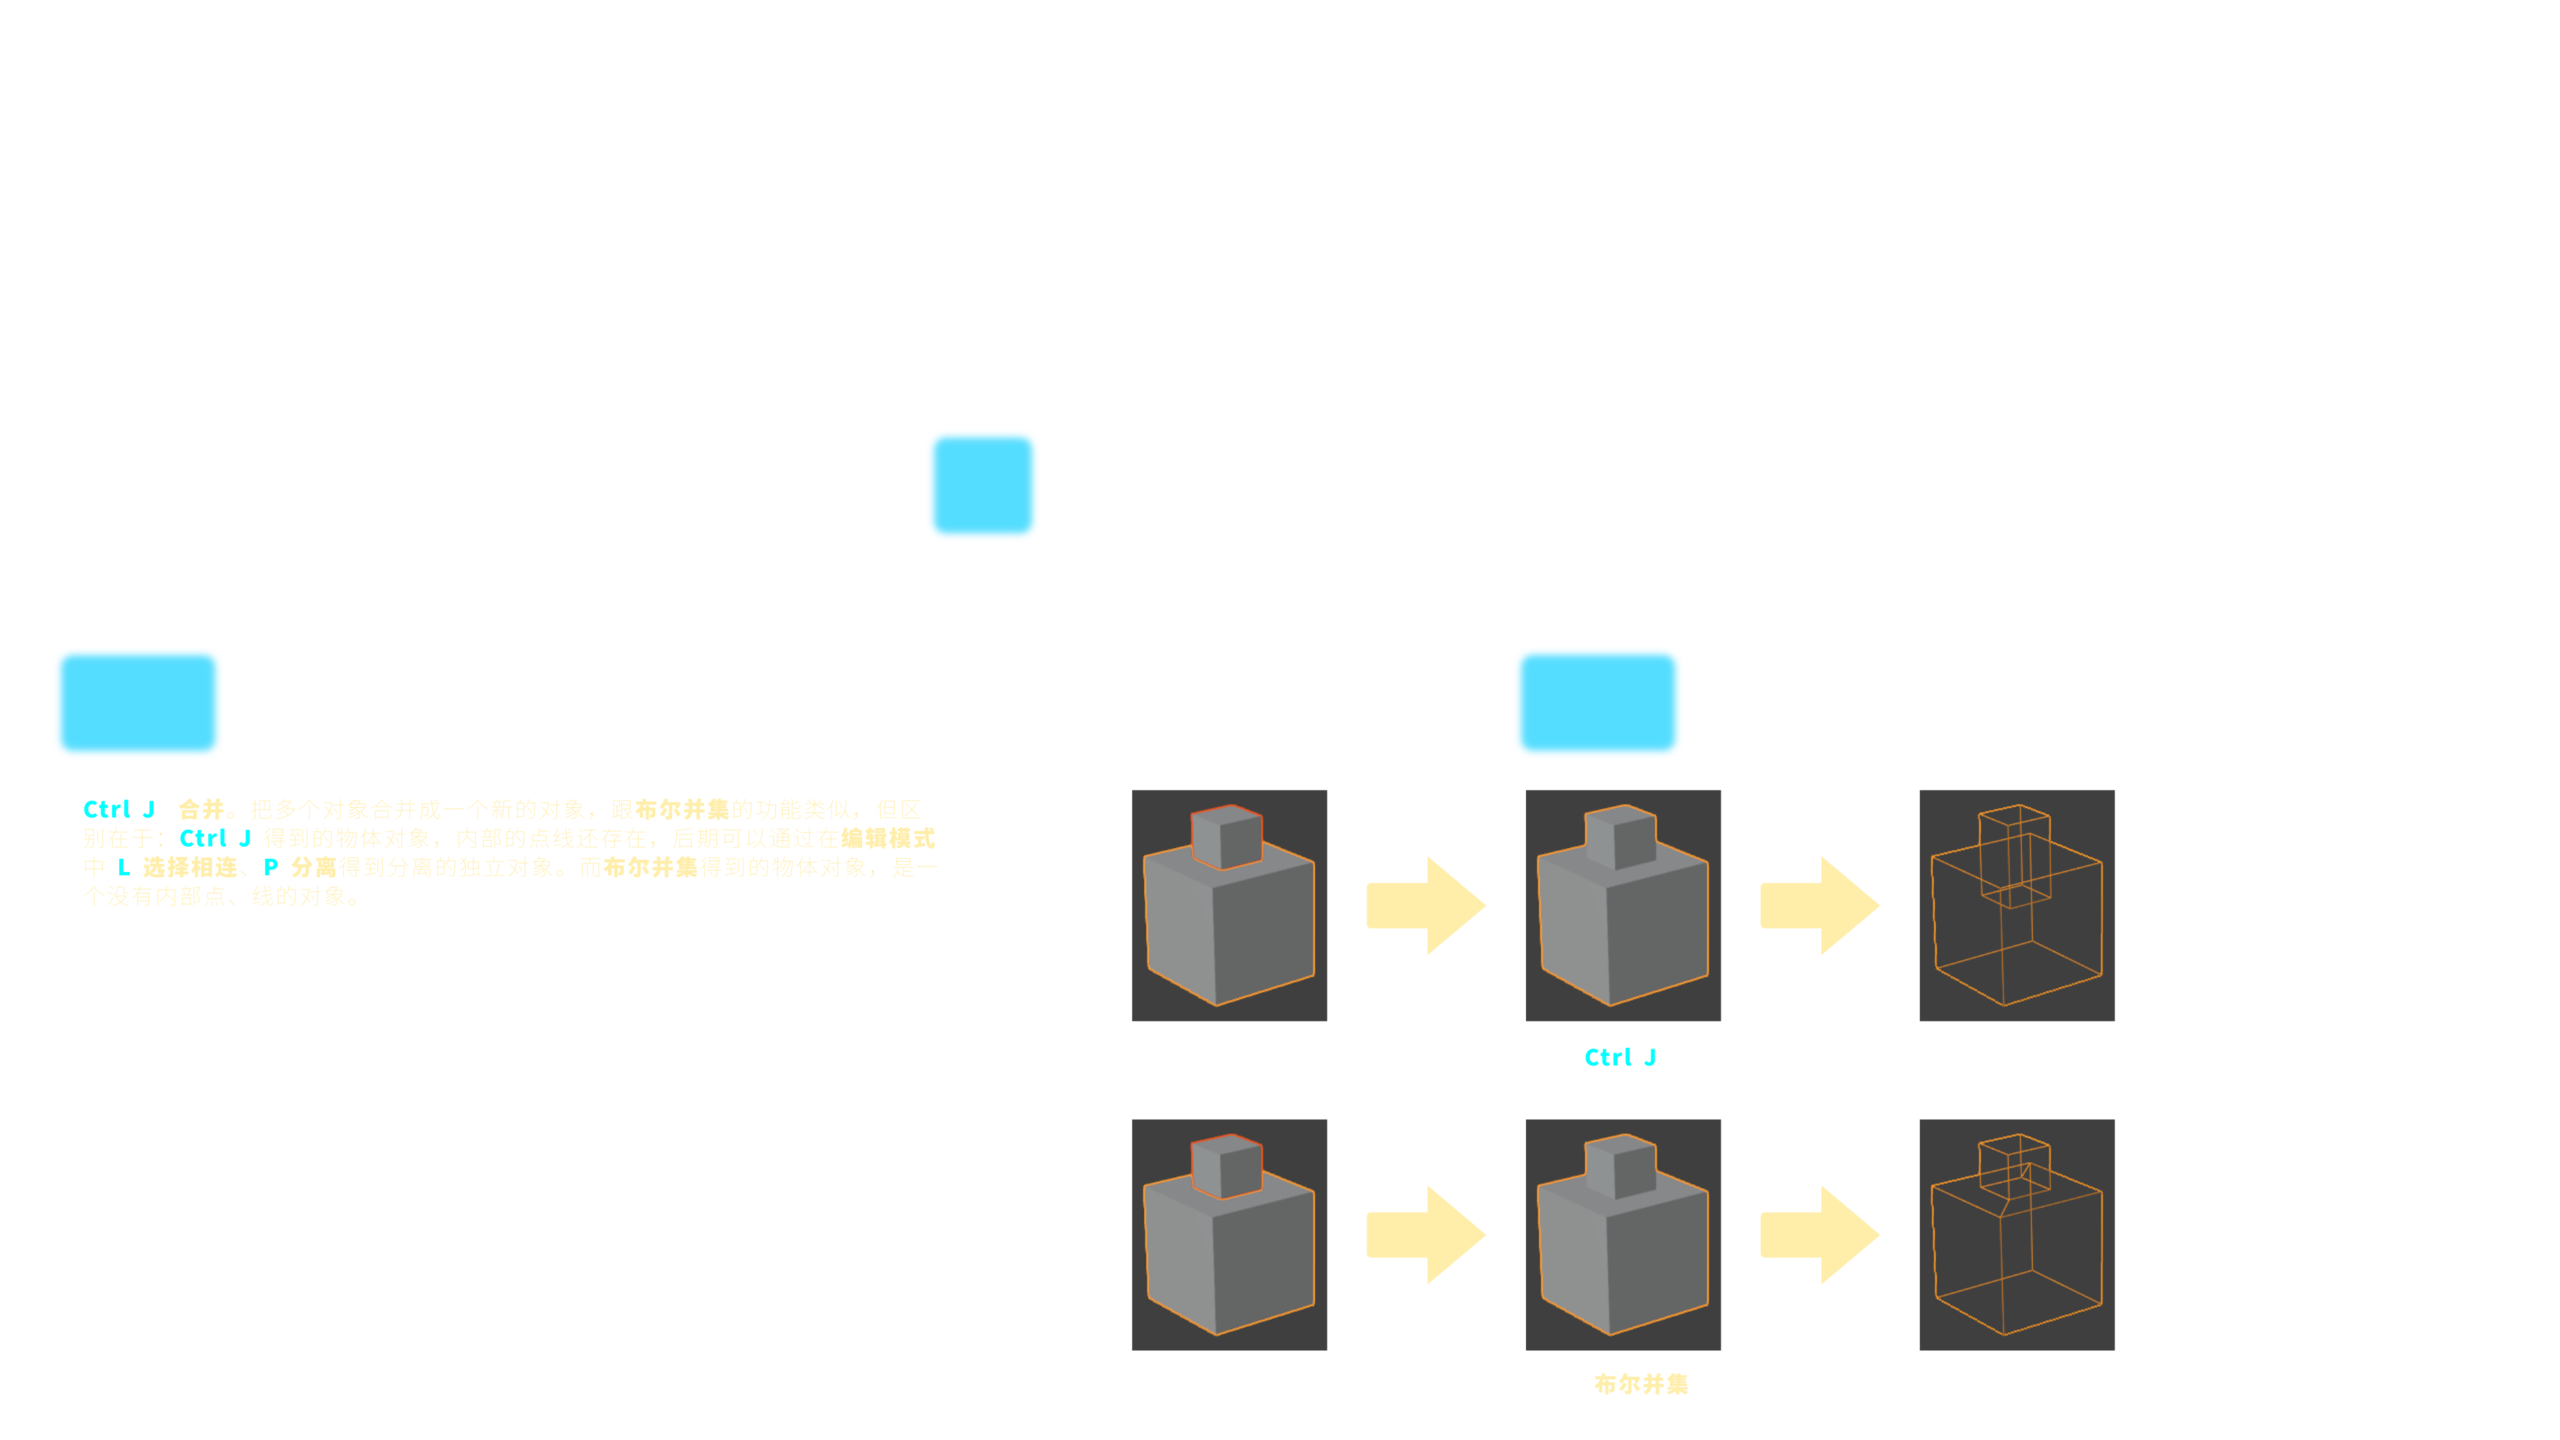 Ctrl J 合并。把多个对象合并成一个新的对象，跟布尔并集的功能类似，但区
别在于：Ctrl J 得到的物体对象，内部的点线还存在，后期可以通过在编辑模式
中 L 选择相连、P 分离得到分离的独立对象。而布尔并集得到的物体对象，是一
个没有内部点、线的对象。
Ctrl J
布尔并集